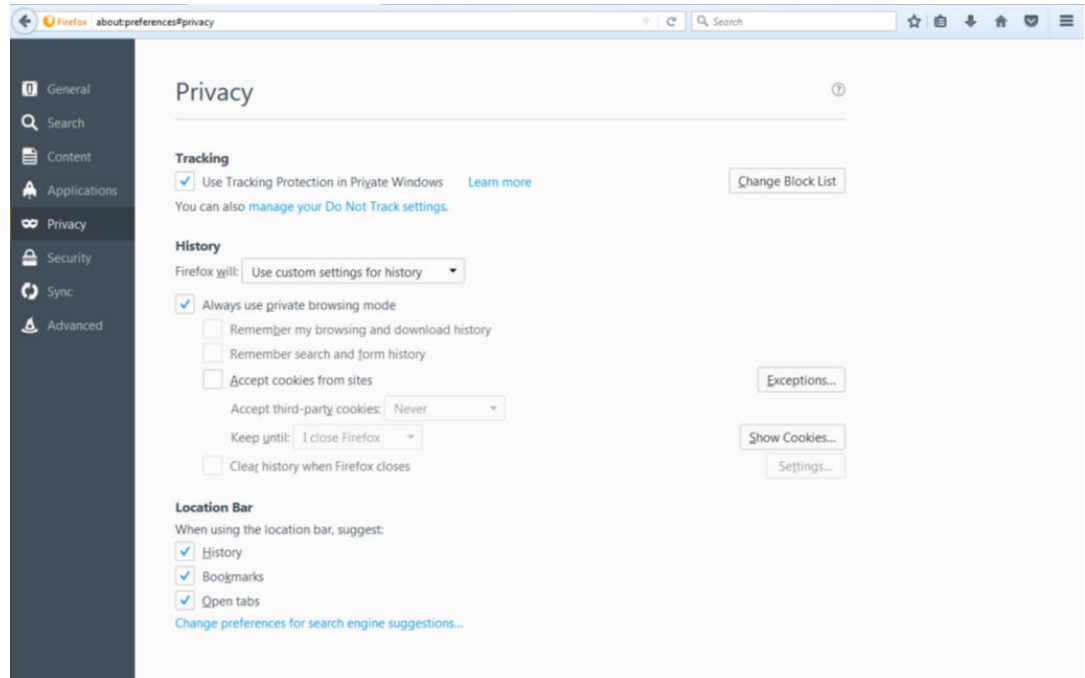 Firefox about:preferences#privacy Search
General
Search
Content
Applications
Privacy
Security
Sync
Advanced
Privacy
Tracking
Use Tracking Protection in Private Windows Learn more Change Block List
You can also manage your Do Not Track settings.
History
Firefox will: Use custom settings for history
Always use private browsing mode
Remember my browsing and download history
Remember search and form history
Accept cookies from sites Exceptions...
Accept third-party cookies: Never
Keep until: I close Firefox Show Cookies...
Clear history when Firefox closes Settings...
Location Bar
When using the location bar, suggest:
History
Bookmarks
Open tabs
Change preferences for search engine suggestions...